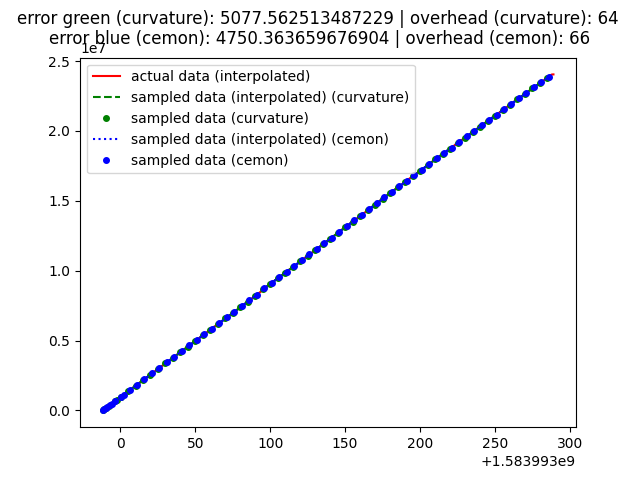 error green (curvature): 5077.562513487229 | overhead (curvature): 64
error blue (cemon): 4750.363659676904 | overhead (cemon): 66
1e7
actual data (interpolated)
sampled data (interpolated) (curvature)
sampled data (curvature)
sampled data (interpolated) (cemon)
sampled data (cemon)
2.5
2.0
1.5
1.0
0.5
0.0
0 50 100 150 200 250 300
+1.583993e9